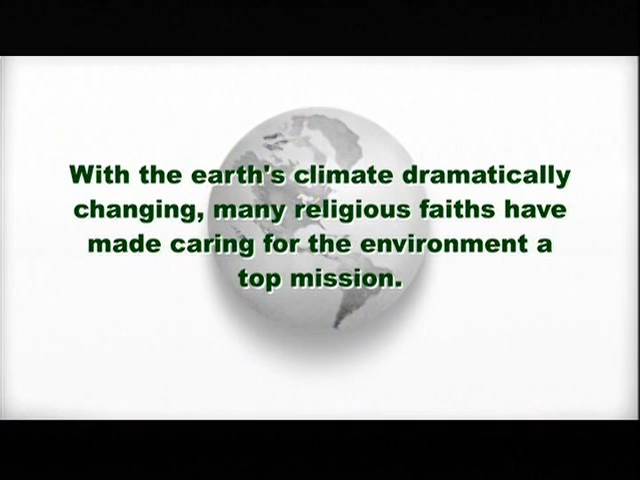 With the earth's climate dramatically
changing, many religious faiths have
made caring for the environment a
top mission.